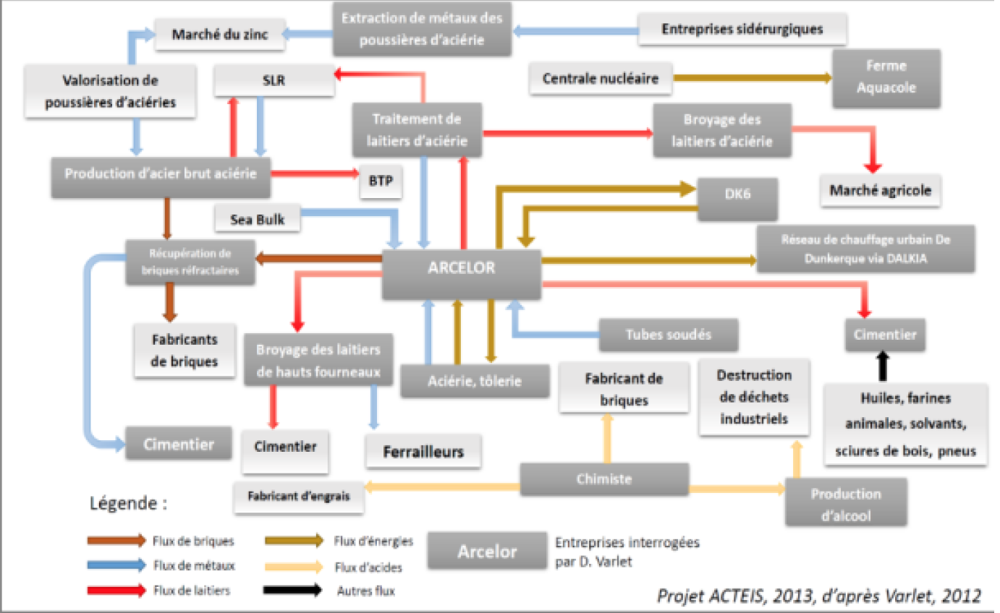 Extraction de métaux des
poussières d'aciérie
Marché du zinc
Entreprises sidérurgiques
Valorisation de
poussières d'aciéries
SLR
Centrale nucléaire
Ferme
Aquacole
Traitement de
laitiers d'aciérie
Broyage des
laitiers d'aciérie
Production d'acier brut aciérie
BTP
Marché agricole
DK6
Sea Bulk
Réseau de chauffage urbain De
Dunkerque via DALKIA
Récupération de
briques réfractaires
ARCELOR
Fabricants
de briques
Broyage des laitiers
de hauts fourneaux
Tubes soudés
Cimentier
Aciérie, tôlerie
Fabricant de
briques
Destruction
de déchets
industriels
Huiles, farines
animales, solvants,
sciures de bois, pneus
Cimentier
Cimentier
Ferrailleurs
Chimiste
Fabricant d'engrais
Production
d'alcool
Légende :
Flux de briques
Flux d'énergies
Flux de métaux
Flux d'acides
Flux de laitiers
Autres flux
Arcelor
Entreprises interrogées
par D. Varlet
Projet ACTEIS, 2013, d'après Varlet, 2012